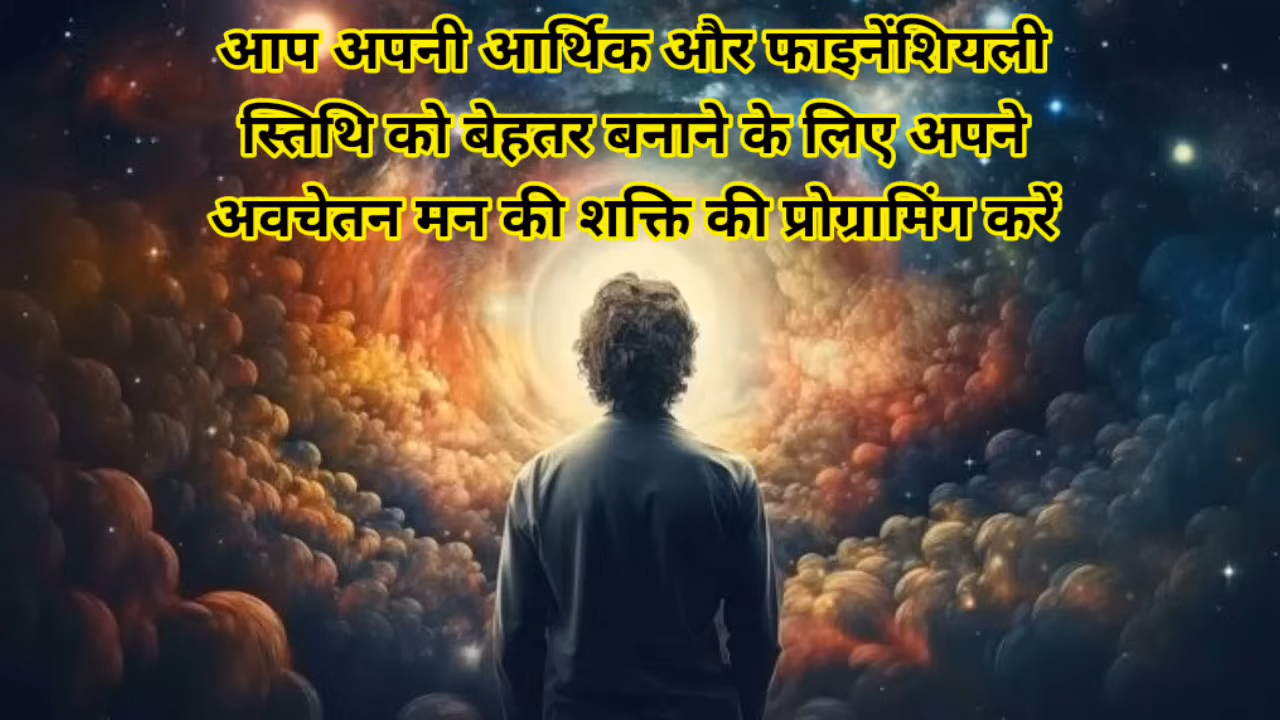 आप अपनी आर्थिक और फाइनेंशियली
स्तिथि को बेहतर बनाने के लिए अपने
अवचेतन मन की शक्ति की प्रोग्रामिंग करें